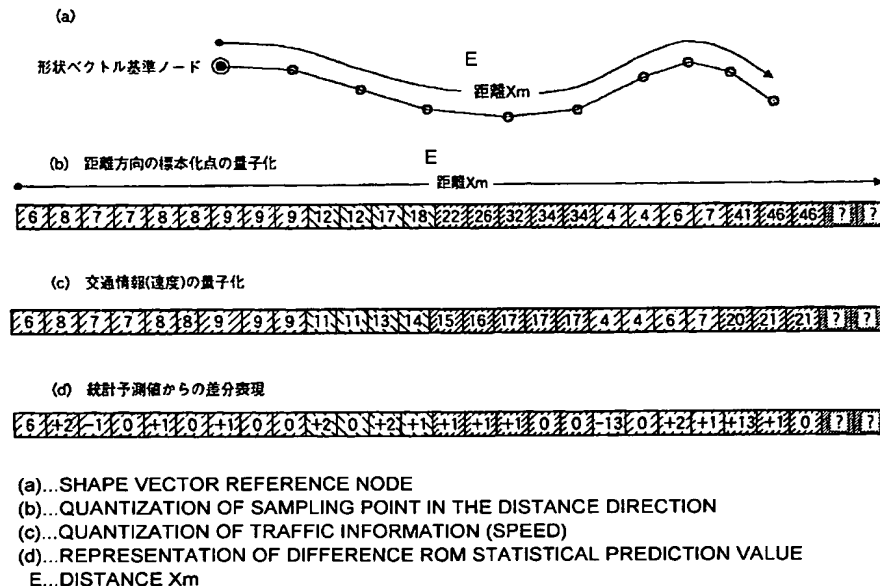 (a)
形状ベクトル基準ノード
E
距離Xm
(b) 距離方向の標本化点の量子化
E
距離Xm
6 8 7 7 8 8 9 9 9 12 12 17 18 22 26 32 34 34 4 4 6 7 41 46 46 ? ?
(c) 交通情報(速度)の量子化
6 8 7 7 8 8 9 9 9 11 11 13 14 15 16 17 17 17 4 4 6 7 20 21 21 ? ?
(d) 統計予測値からの差分表現
6 +2 -1 0 +1 0 +1 0 0 +2 0 +2 +1 +1 +1 +1 0 0 -13 0 +2 +1 +13 +1 0 ? ?
(a)...SHAPE VECTOR REFERENCE NODE
(b)...QUANTIZATION OF SAMPLING POINT IN THE DISTANCE DIRECTION
(c)...QUANTIZATION OF TRAFFIC INFORMATION (SPEED)
(d)...REPRESENTATION OF DIFFERENCE ROM STATISTICAL PREDICTION VALUE
E...DISTANCE Xm